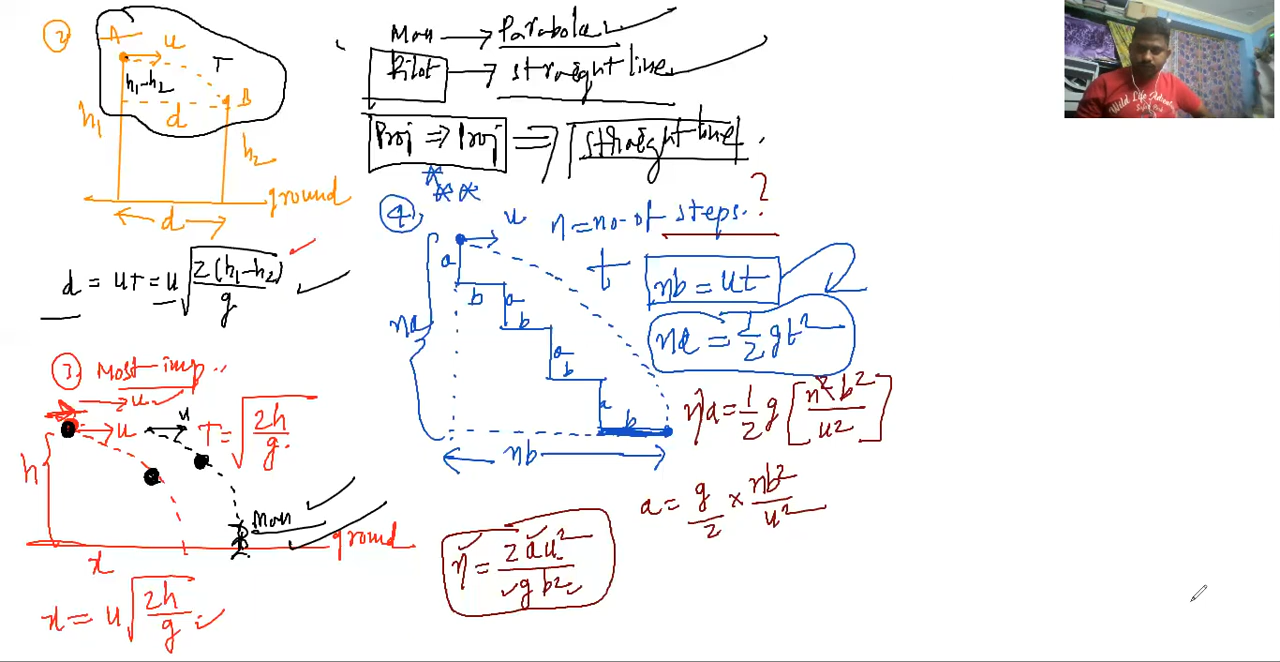 ②
A
u
T
h₁-h₂
B
d
h₁
h₂
ground
d
d = uT = u√(2(h₁-h₂)/g)
③ Most imp..
u
u
u
T = √(2h/g)
h
Man
ground
x
x = u√(2h/g)
Man → Parabola
Pilot → straight line
Proj ⇒ Proj ⇒ straight line
④
u
n = no. of steps. ?
t
a
b
a
b
a
b
a
b
na
nb
nb = ut
na = 1/2 gt²
na = 1/2 g [n²b²/u²]
a = g/2 × nb²/u²
n = 2au²/gb²
Wild Life